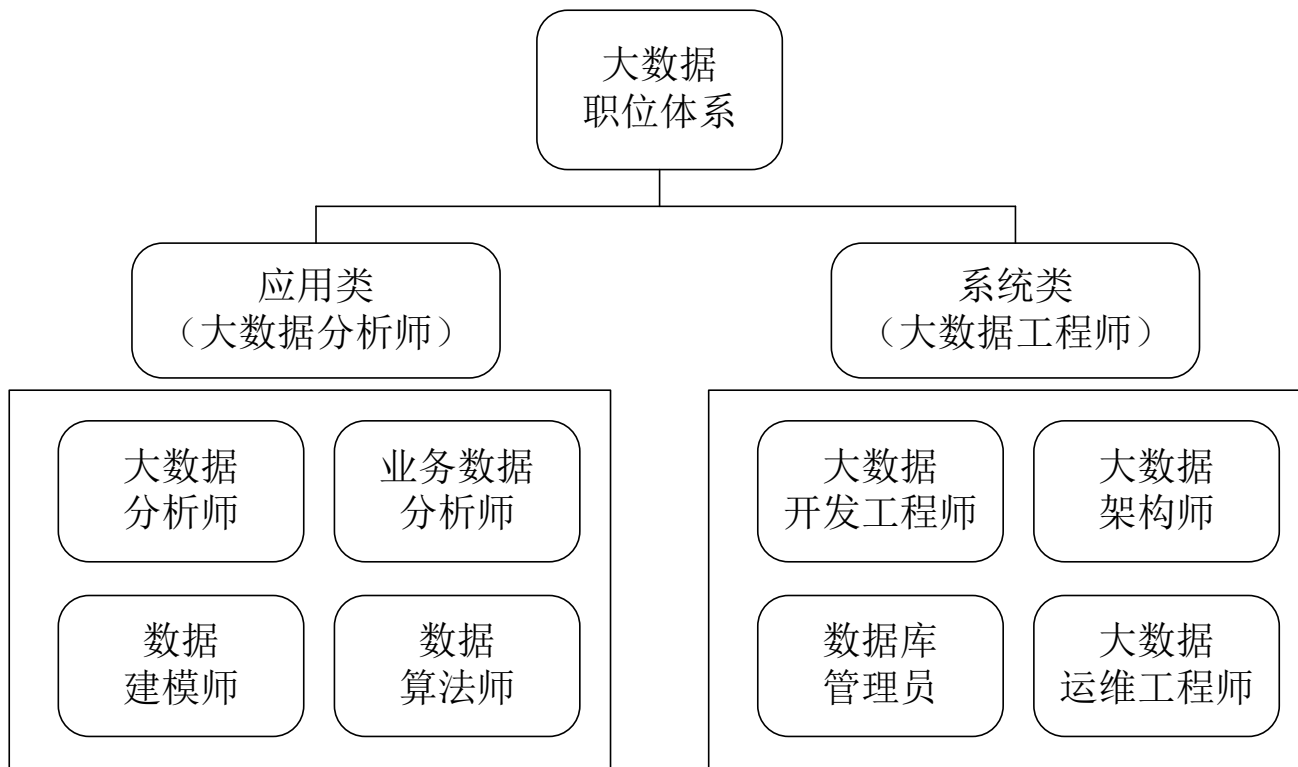 大数据
职位体系
应用类
（大数据分析师）
系统类
（大数据工程师）
大数据
分析师
业务数据
分析师
大数据
开发工程师
大数据
架构师
数据
建模师
数据
算法师
数据库
管理员
大数据
运维工程师